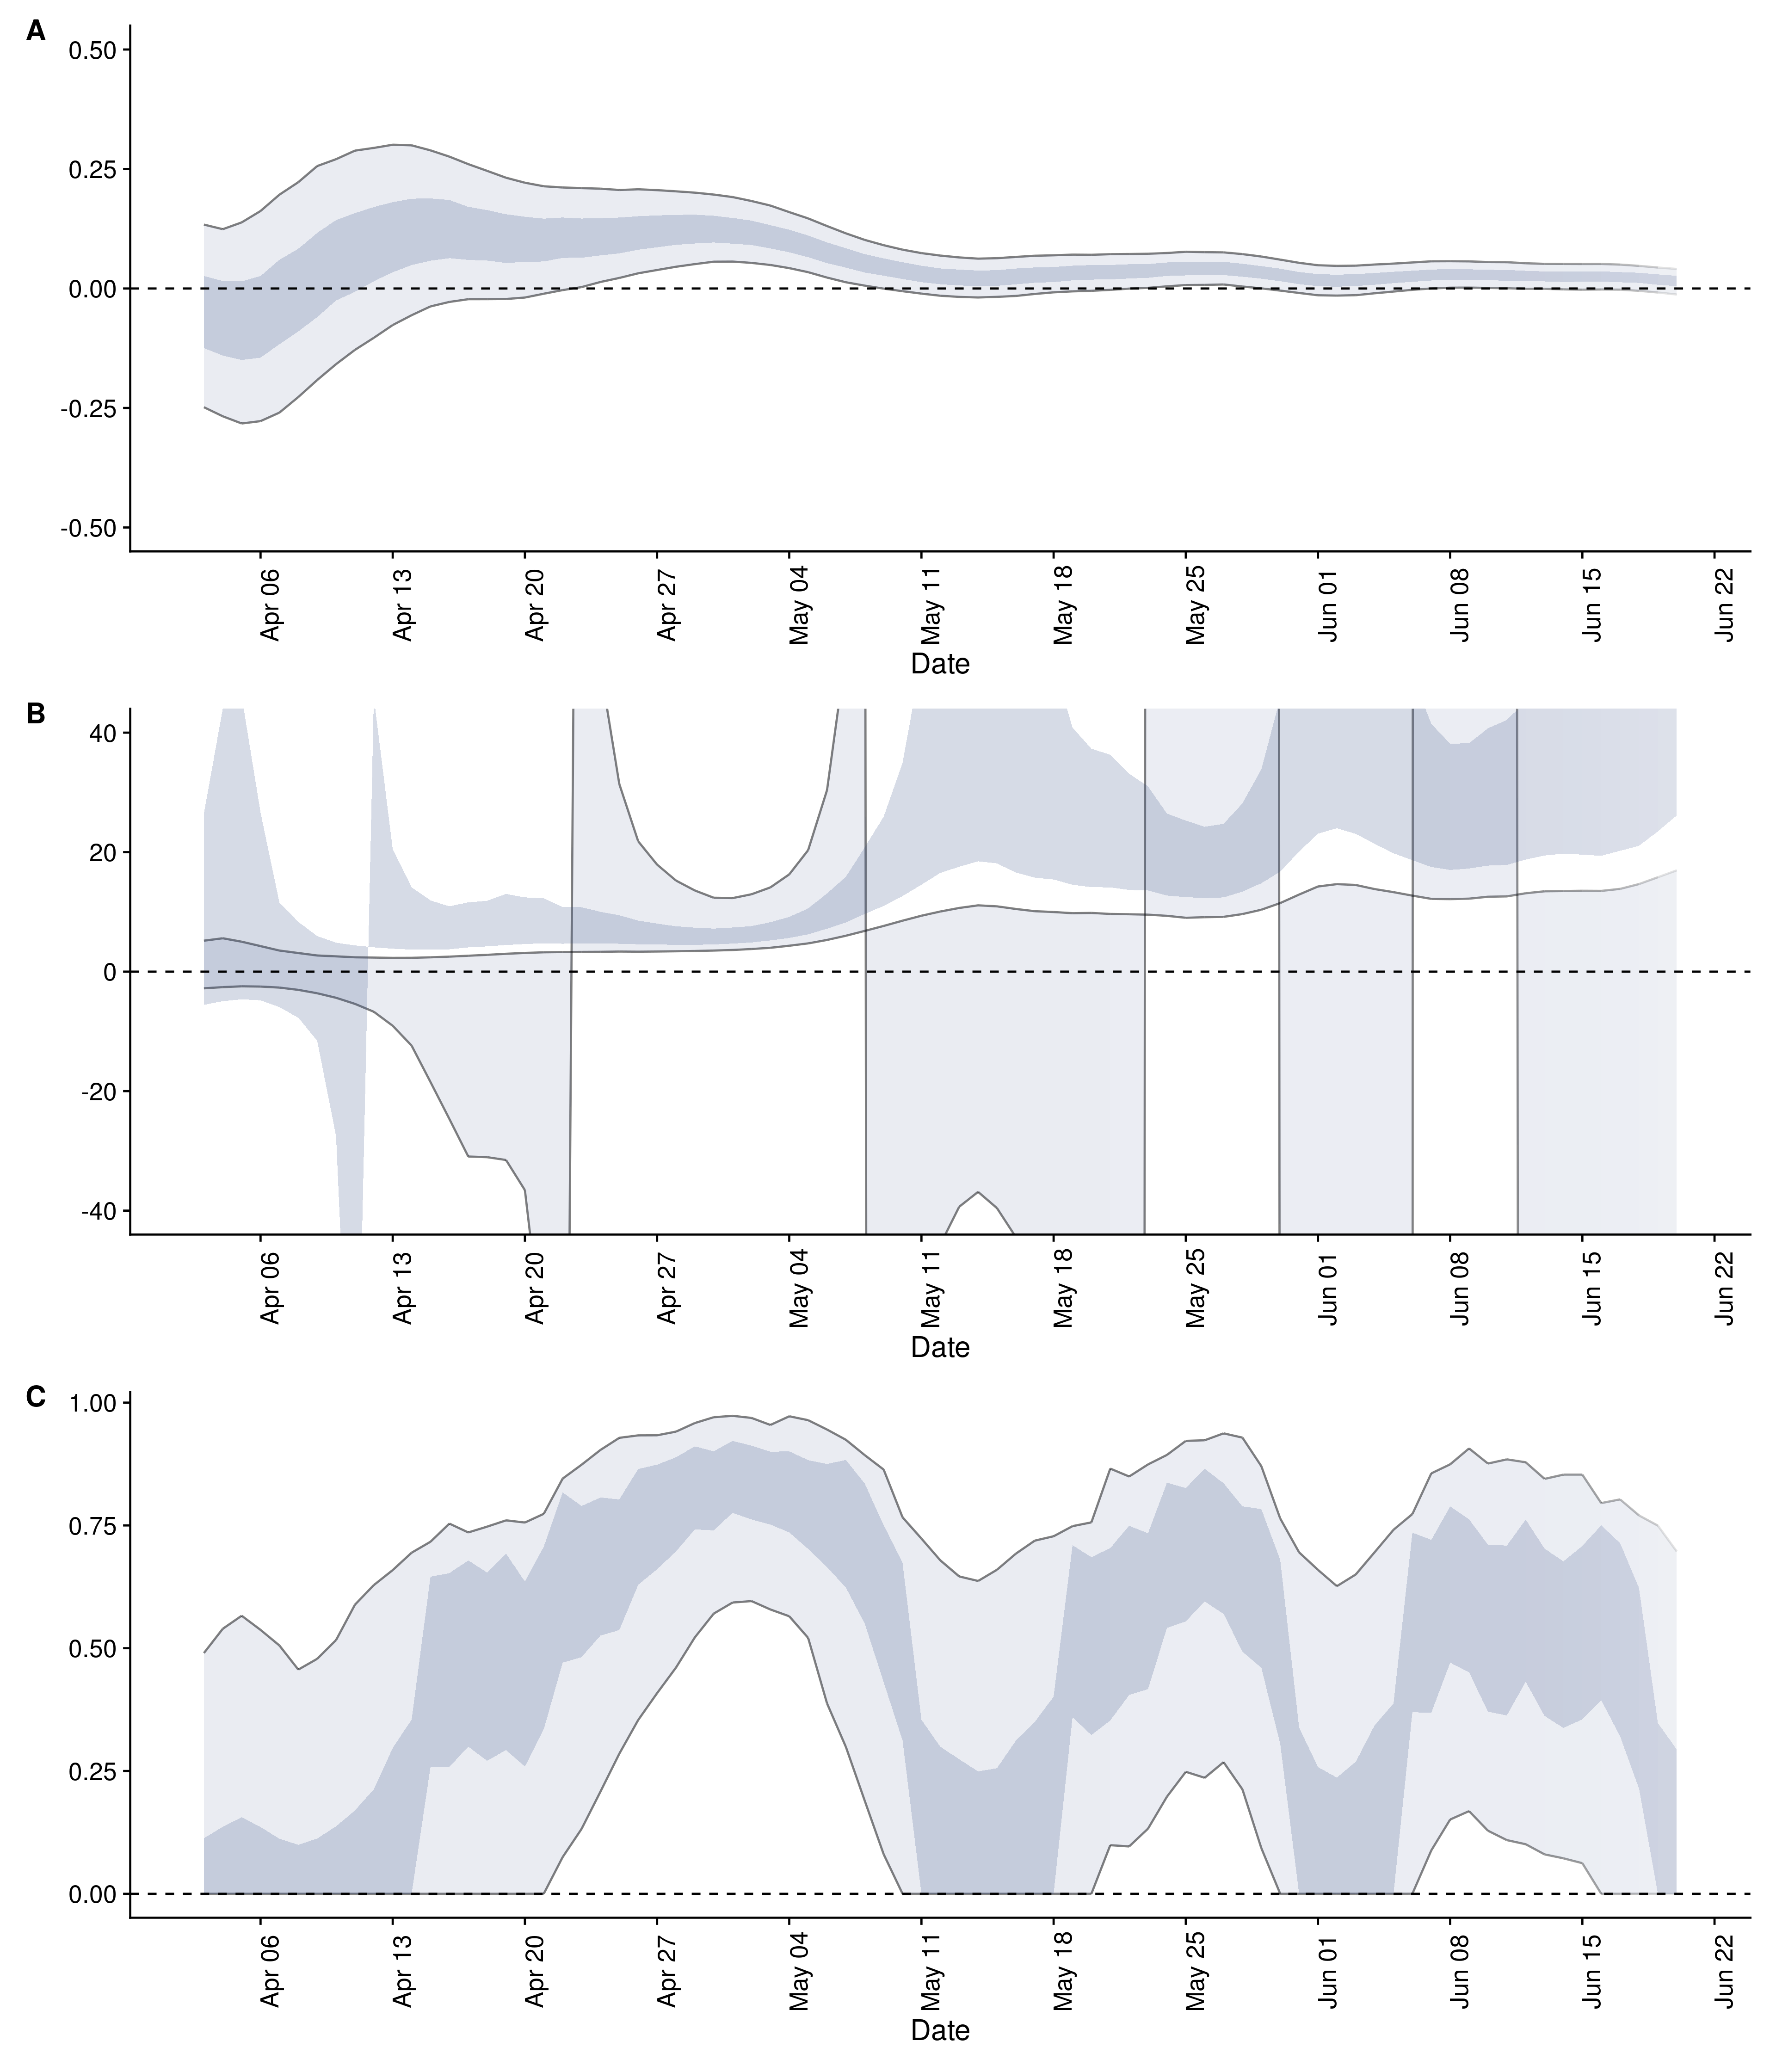 A
0.50
0.25
0.00
-0.25
-0.50
Apr 06
Apr 13
Apr 20
Apr 27
May 04
May 11
May 18
May 25
Jun 01
Jun 08
Jun 15
Jun 22
Date
B
40
20
0
-20
-40
Apr 06
Apr 13
Apr 20
Apr 27
May 04
May 11
May 18
May 25
Jun 01
Jun 08
Jun 15
Jun 22
Date
C
1.00
0.75
0.50
0.25
0.00
Apr 06
Apr 13
Apr 20
Apr 27
May 04
May 11
May 18
May 25
Jun 01
Jun 08
Jun 15
Jun 22
Date